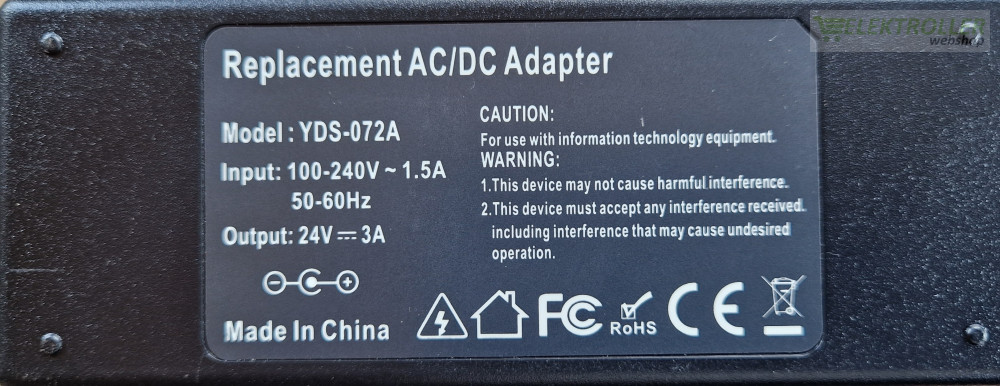 ELEKTROLLER
webshop
Replacement AC/DC Adapter
Model : YDS-072A
Input: 100-240V ~ 1.5A
50-60Hz
Output: 24V ⎓ 3A
Made In China
CAUTION:
For use with information technology equipment.
WARNING:
1.This device may not cause harmful interference.
2.This device must accept any interference received.
including interference that may cause undesired
operation.
FC
RoHS
CE